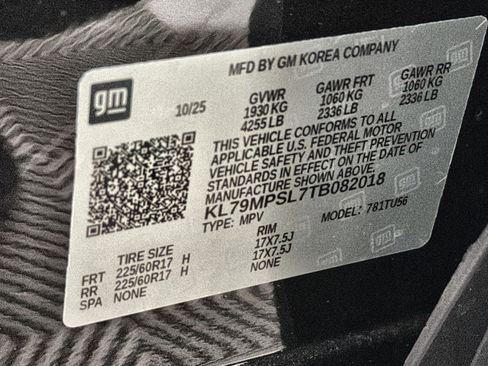 MFD BY GM KOREA COMPANY
gm
10/25
GVWR GAWR FRT GAWR RR
1930 KG 1060 KG 1060 KG
4255 LB 2336 LB 2336 LB
THIS VEHICLE CONFORMS TO ALL
APPLICABLE U.S. FEDERAL MOTOR
VEHICLE SAFETY AND THEFT PREVENTION
STANDARDS IN EFFECT ON THE DATE OF
MANUFACTURE SHOWN ABOVE.
KL79MPSL7TB082018
TYPE: MPV MODEL: 781TU56
TIRE SIZE RIM
FRT 225/60R17 H 17X7.5J
RR 225/60R17 H 17X7.5J
SPA NONE NONE